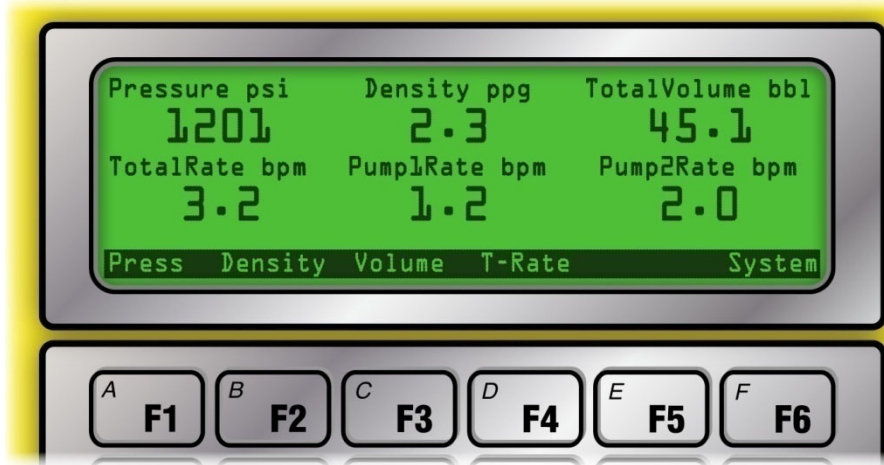 Pressure psi Density ppg TotalVolume bbl
1201 2.3 45.1
TotalRate bpm Pump1Rate bpm Pump2Rate bpm
3.2 1.2 2.0
Press Density Volume T-Rate System
A B C D E F
F1 F2 F3 F4 F5 F6